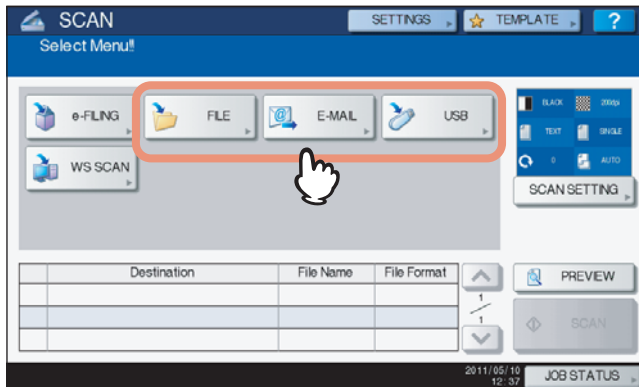 SCAN
SETTINGS
TEMPLATE
?
Select Menu!!
e-FILING
FILE
@
E-MAIL
USB
WS SCAN
BLACK
200dpi
TEXT
SINGLE
0
AUTO
SCAN SETTING
Destination
File Name
File Format
1
1
PREVIEW
SCAN
2011/05/10
12:37
JOB STATUS